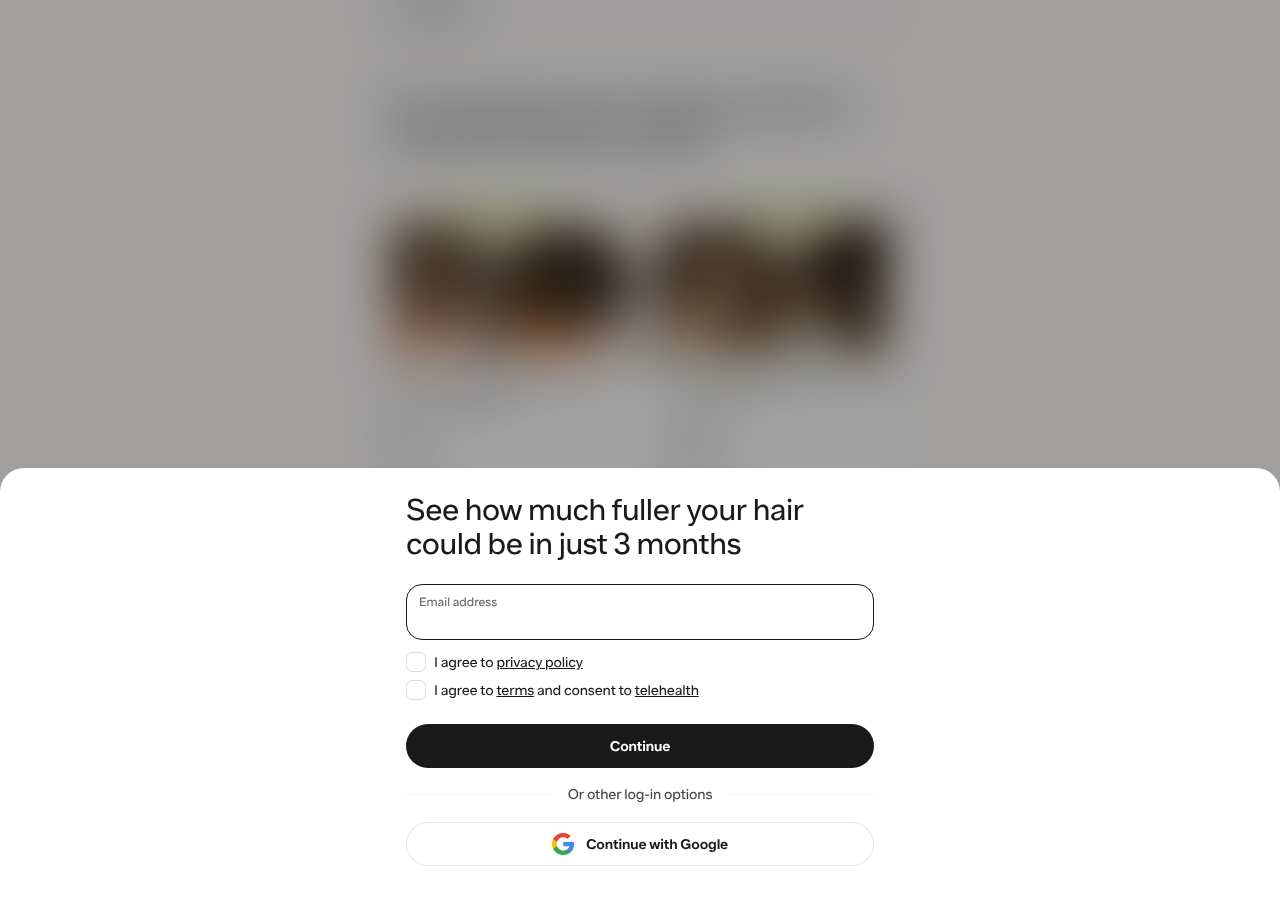 See how much fuller your hair
could be in just 3 months
Email address
I agree to privacy policy
I agree to terms and consent to telehealth
Continue
Or other log-in options
Continue with Google